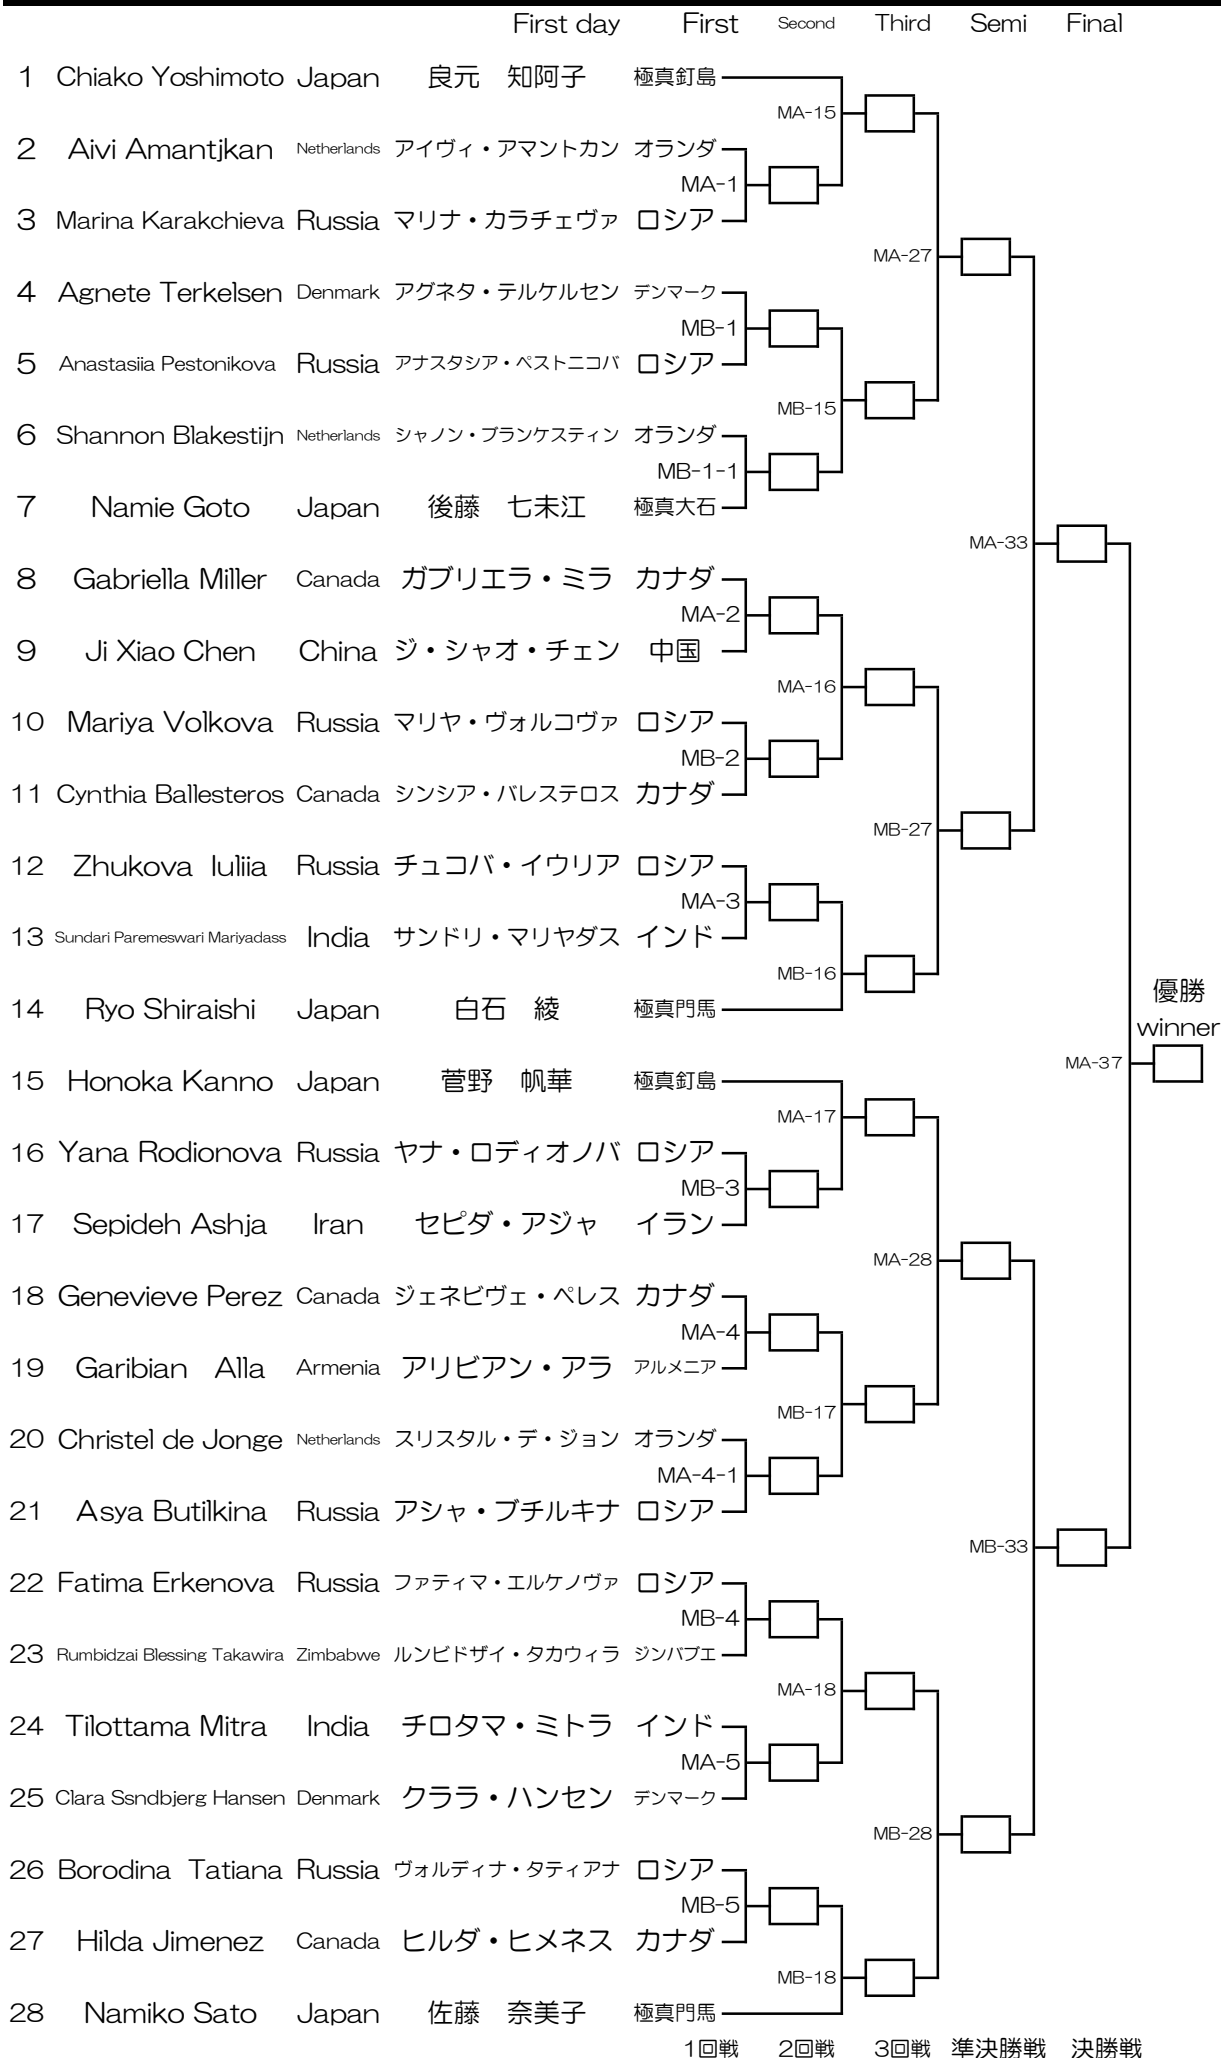 First day First Second Third Semi Final
1 Chiako Yoshimoto Japan 良元 知阿子 極真釘島
MA-15
2 Aivi Amantjkan Netherlands アイヴィ・アマントカン オランダ
MA-1
3 Marina Karakchieva Russia マリナ・カラチェヴァ ロシア
MA-27
4 Agnete Terkelsen Denmark アグネタ・テルケルセン デンマーク
MB-1
5 Anastasiia Pestonikova Russia アナスタシア・ペストニコバ ロシア
MB-15
6 Shannon Blakestijn Netherlands シャノン・ブランケスティン オランダ
MB-1-1
7 Namie Goto Japan 後藤 七未江 極真大石
MA-33
8 Gabriella Miller Canada ガブリエラ・ミラ カナダ
MA-2
9 Ji Xiao Chen China ジ・シャオ・チェン 中国
MA-16
10 Mariya Volkova Russia マリヤ・ヴォルコヴァ ロシア
MB-2
11 Cynthia Ballesteros Canada シンシア・バレステロス カナダ
MB-27
12 Zhukova Iuliia Russia チュコバ・イウリア ロシア
MA-3
13 Sundari Paremeswari Mariyadass India サンドリ・マリヤダス インド
MB-16
14 Ryo Shiraishi Japan 白石 綾 極真門馬
優勝
winner
MA-37
15 Honoka Kanno Japan 菅野 帆華 極真釘島
MA-17
16 Yana Rodionova Russia ヤナ・ロディオノバ ロシア
MB-3
17 Sepideh Ashja Iran セピダ・アジャ イラン
MA-28
18 Genevieve Perez Canada ジェネビヴェ・ペレス カナダ
MA-4
19 Garibian Alla Armenia アリビアン・アラ アルメニア
MB-17
20 Christel de Jonge Netherlands スリスタル・デ・ジョン オランダ
MA-4-1
21 Asya Butilkina Russia アシャ・ブチルキナ ロシア
MB-33
22 Fatima Erkenova Russia ファティマ・エルケノヴァ ロシア
MB-4
23 Rumbidzai Blessing Takawira Zimbabwe ルンビドザイ・タカウィラ ジンバブエ
MA-18
24 Tilottama Mitra India チロタマ・ミトラ インド
MA-5
25 Clara Ssndbjerg Hansen Denmark クララ・ハンセン デンマーク
MB-28
26 Borodina Tatiana Russia ヴォルディナ・タティアナ ロシア
MB-5
27 Hilda Jimenez Canada ヒルダ・ヒメネス カナダ
MB-18
28 Namiko Sato Japan 佐藤 奈美子 極真門馬
1回戦 2回戦 3回戦 準決勝戦 決勝戦